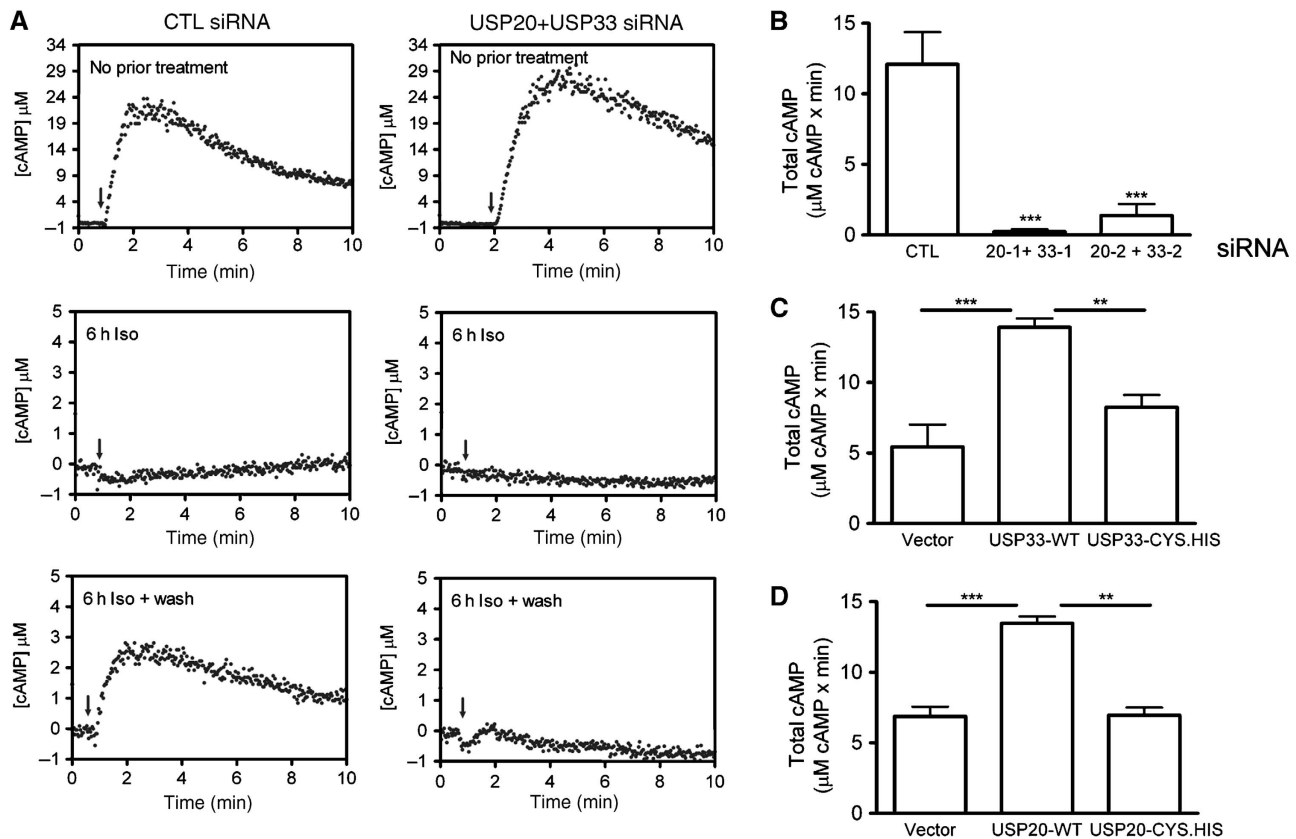 A
CTL siRNA
USP20+USP33 siRNA
No prior treatment
[cAMP] µM
34
29
24
19
14
9
4
–1
0 2 4 6 8 10
Time (min)
No prior treatment
[cAMP] µM
34
29
24
19
14
9
4
–1
0 2 4 6 8 10
Time (min)
6 h Iso
[cAMP] µM
5
4
3
2
1
0
–1
0 2 4 6 8 10
Time (min)
6 h Iso
[cAMP] µM
5
4
3
2
1
0
–1
0 2 4 6 8 10
Time (min)
6 h Iso + wash
[cAMP] µM
5
4
3
2
1
0
–1
0 2 4 6 8 10
Time (min)
6 h Iso + wash
[cAMP] µM
5
4
3
2
1
0
–1
0 2 4 6 8 10
Time (min)
B
Total cAMP
(µM cAMP x min)
15
10
5
0
*** ***
CTL 20-1+ 33-1 20-2 + 33-2 siRNA
C
Total cAMP
(µM cAMP x min)
15
10
5
0
*** **
Vector USP33-WT USP33-CYS.HIS
D
Total cAMP
(µM cAMP x min)
15
10
5
0
*** **
Vector USP20-WT USP20-CYS.HIS